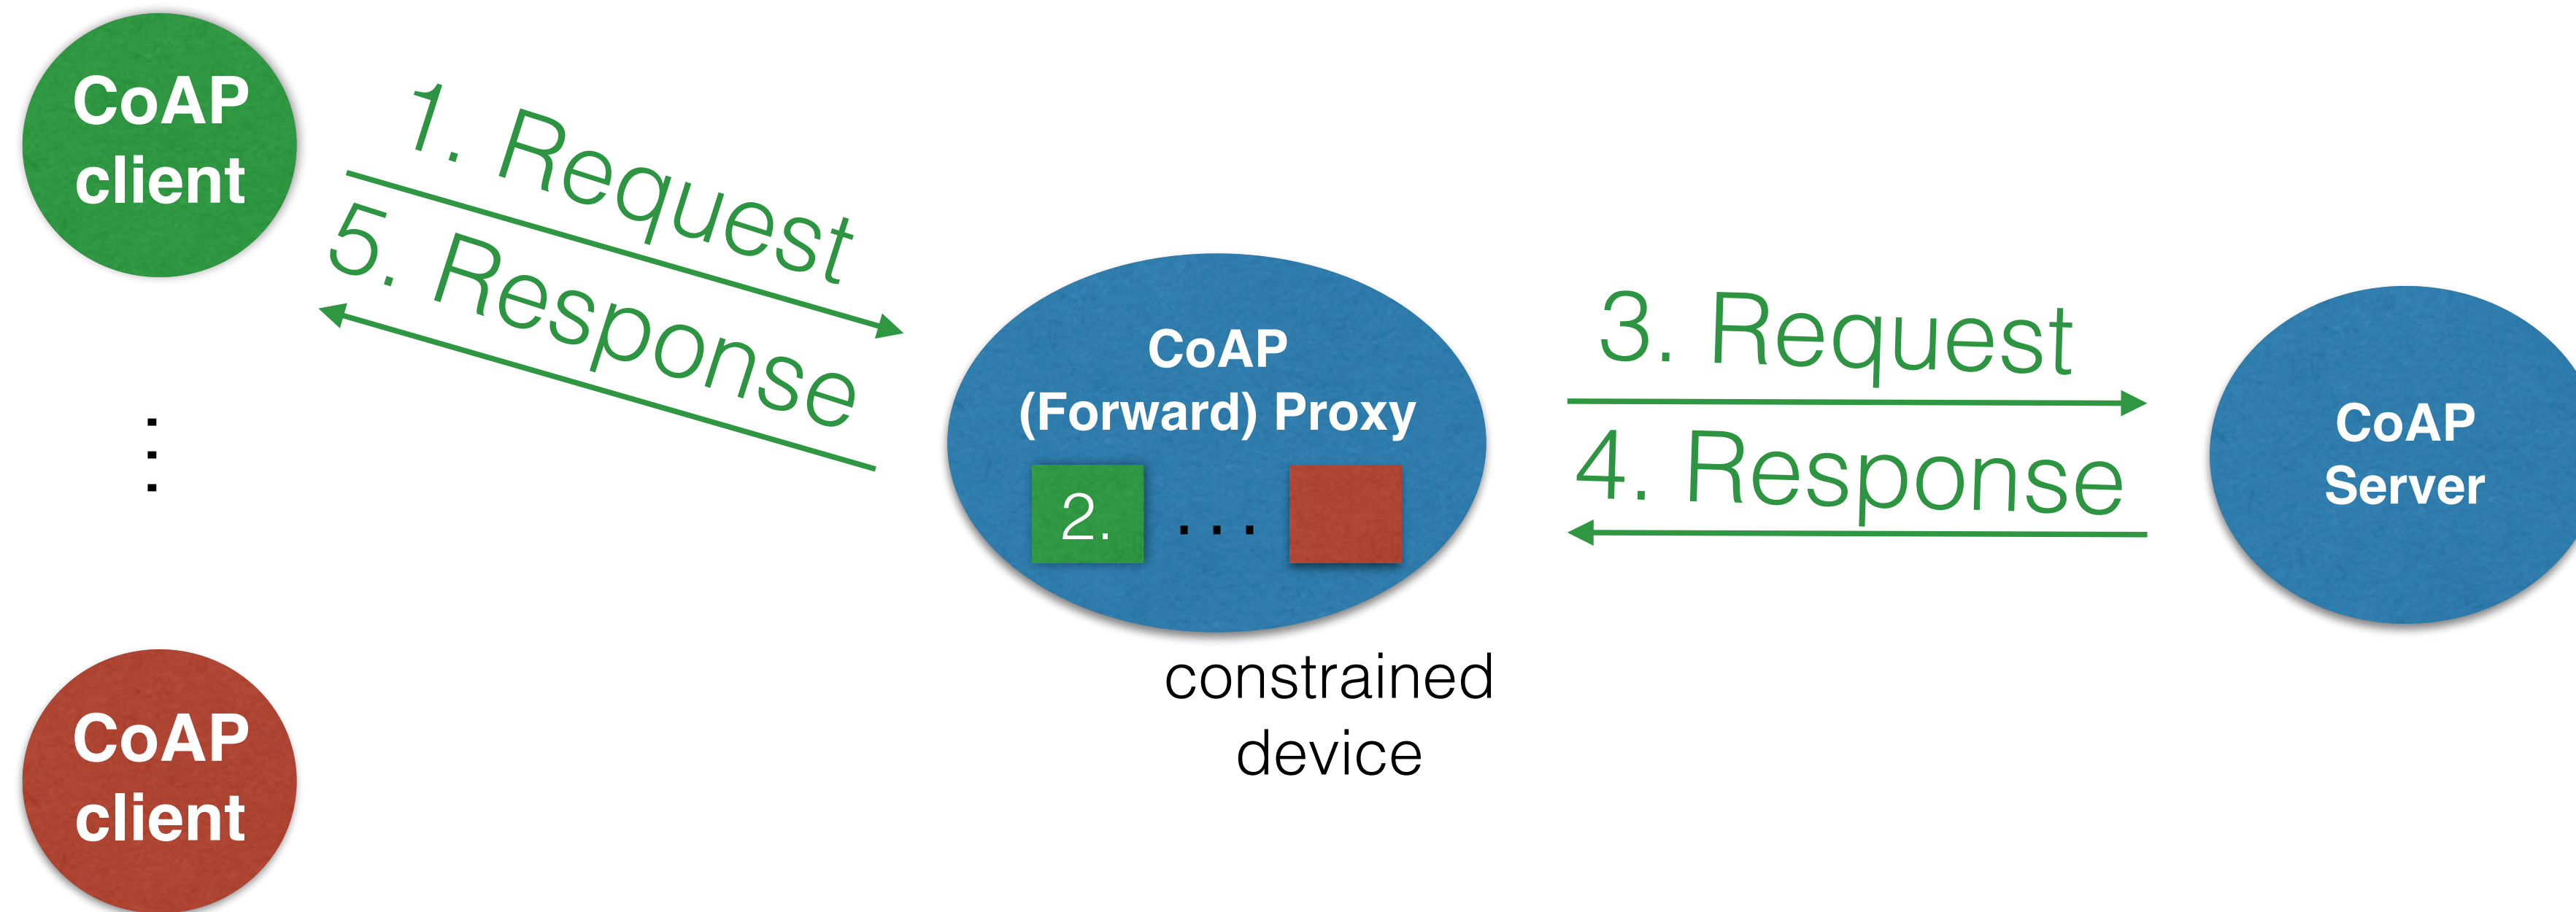 CoAP
client
1. Request
5. Response
⋮
CoAP
(Forward) Proxy
2. ...
constrained
device
3. Request
4. Response
CoAP
Server
CoAP
client